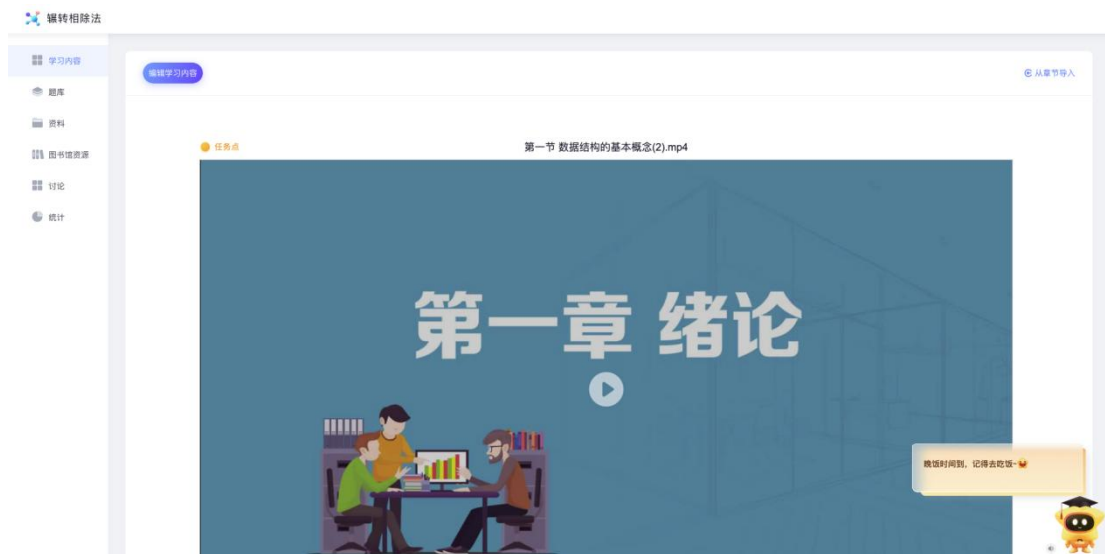 辗转相除法
学习内容
题库
资料
图书馆资源
讨论
统计
编辑学习内容
从章节导入
任务点
第一节 数据结构的基本概念(2).mp4
第一章 绪论
晚饭时间到，记得去吃饭~